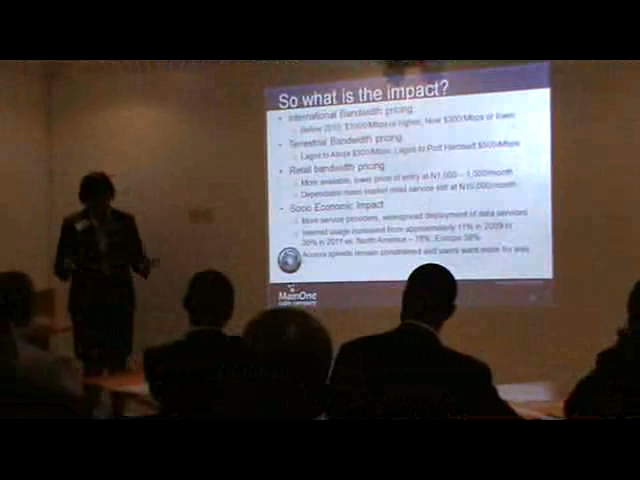 So what is the impact?
• International Bandwidth pricing
– Before 2010, $1000/Mbps or higher, Now $300/Mbps or lower
• Terrestrial Bandwidth pricing
– Lagos to Abuja $300/Mbps, Lagos to Port Harcourt $500/Mbps
• Retail bandwidth pricing
– More available, lower price of entry at N1,000 – 1,500/month
– Dependable mass market retail service still at N10,000/month
• Socio Economic Impact
– More service providers, widespread deployment of data services
– Internet usage increased from approximately 11% in 2009 to
30% in 2011 vs. North America – 78%, Europe 58%
Access speeds remain constrained and users want more for less
MainOne
cable company